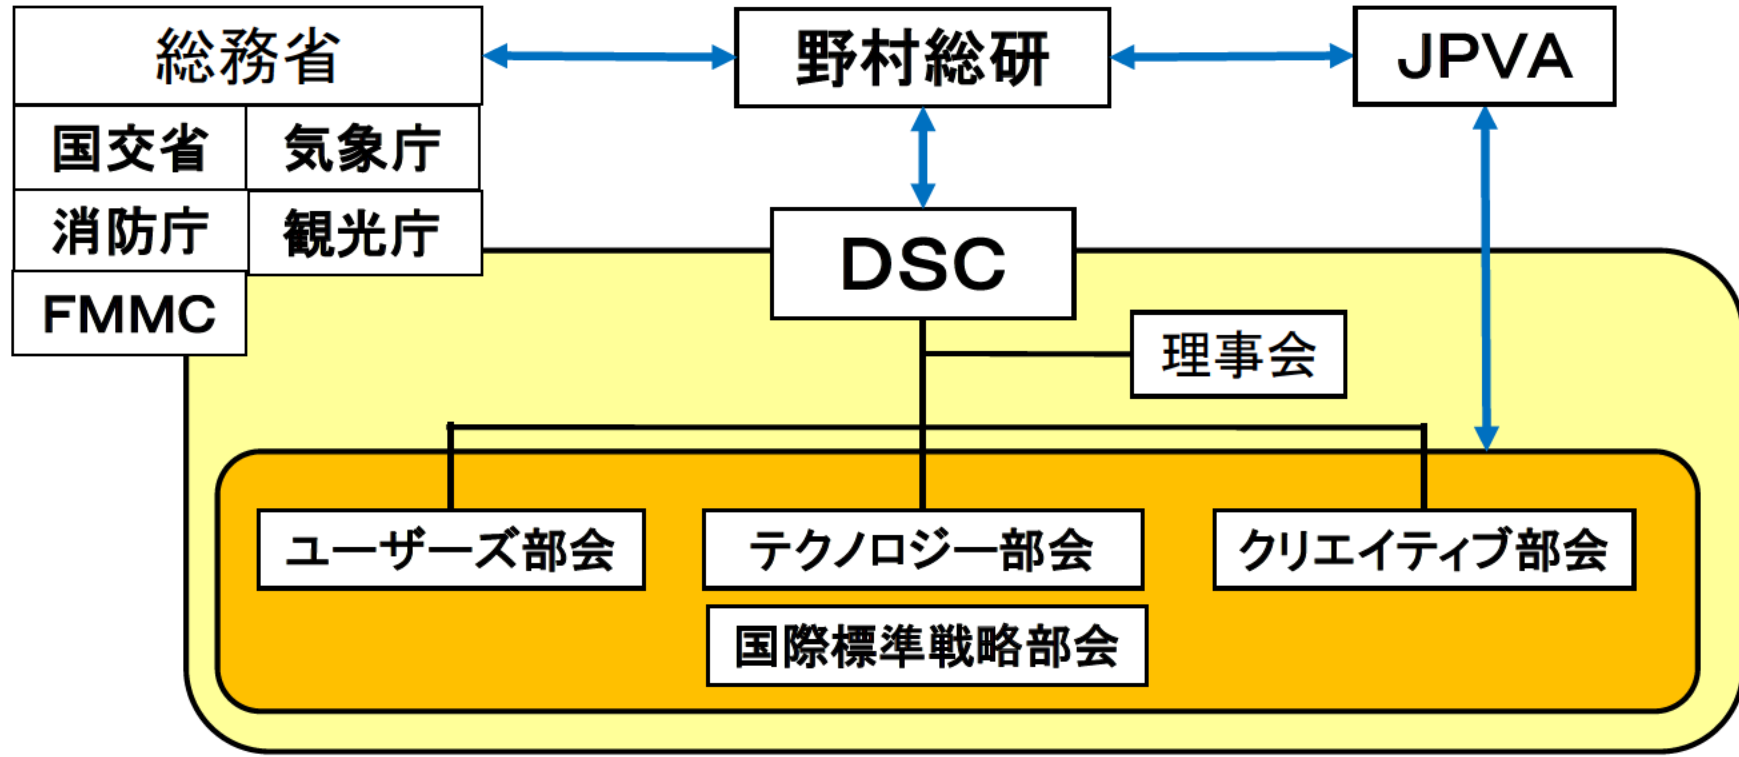 総務省
野村総研
JPVA
国交省
気象庁
消防庁
観光庁
FMMC
DSC
理事会
ユーザーズ部会
テクノロジー部会
クリエイティブ部会
国際標準戦略部会